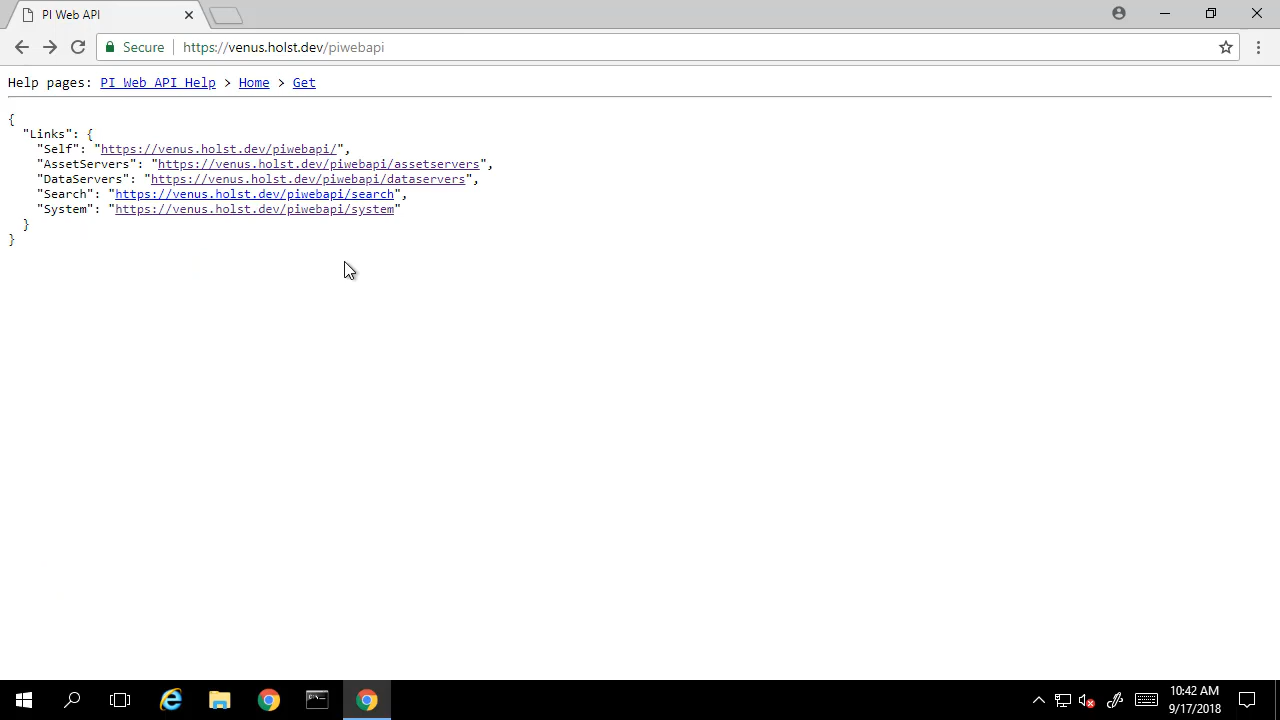 PI Web API
Secure
https://venus.holst.dev/piwebapi
Help pages: PI Web API Help > Home > Get
{
"Links": {
"Self": "https://venus.holst.dev/piwebapi/",
"AssetServers": "https://venus.holst.dev/piwebapi/assetservers",
"DataServers": "https://venus.holst.dev/piwebapi/dataservers",
"Search": "https://venus.holst.dev/piwebapi/search",
"System": "https://venus.holst.dev/piwebapi/system"
}
}
10:42 AM
9/17/2018